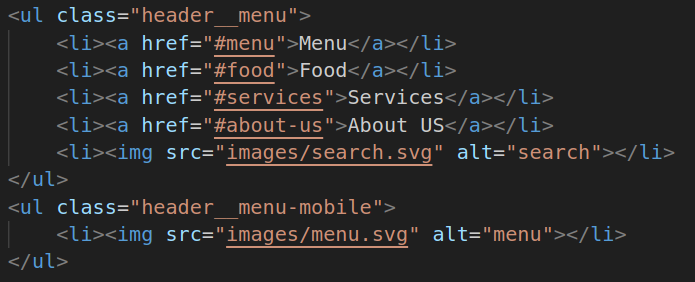 <ul class="header__menu">
    <li><a href="#menu">Menu</a></li>
    <li><a href="#food">Food</a></li>
    <li><a href="#services">Services</a></li>
    <li><a href="#about-us">About US</a></li>
    <li><img src="images/search.svg" alt="search"></li>
</ul>
<ul class="header__menu-mobile">
    <li><img src="images/menu.svg" alt="menu"></li>
</ul>